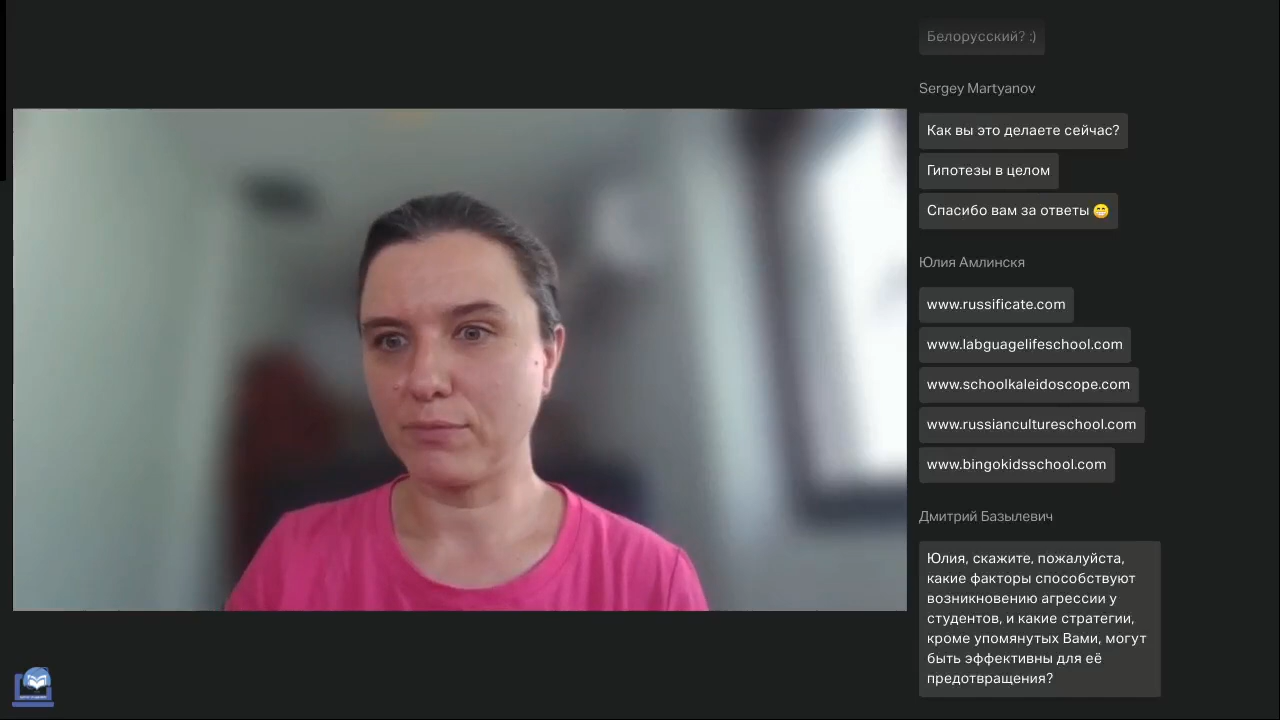 Белорусский? :)
Sergey Martyanov
Как вы это делаете сейчас?
Гипотезы в целом
Спасибо вам за ответы 😁
Юлия Амлинскя
www.russificate.com
www.labguagelifeschool.com
www.schoolkaleidoscope.com
www.russiancultureschool.com
www.bingokidsschool.com
Дмитрий Базылевич
Юлия, скажите, пожалуйста,
какие факторы способствуют
возникновению агрессии у
студентов, и какие стратегии,
кроме упомянутых Вами, могут
быть эффективны для её
предотвращения?